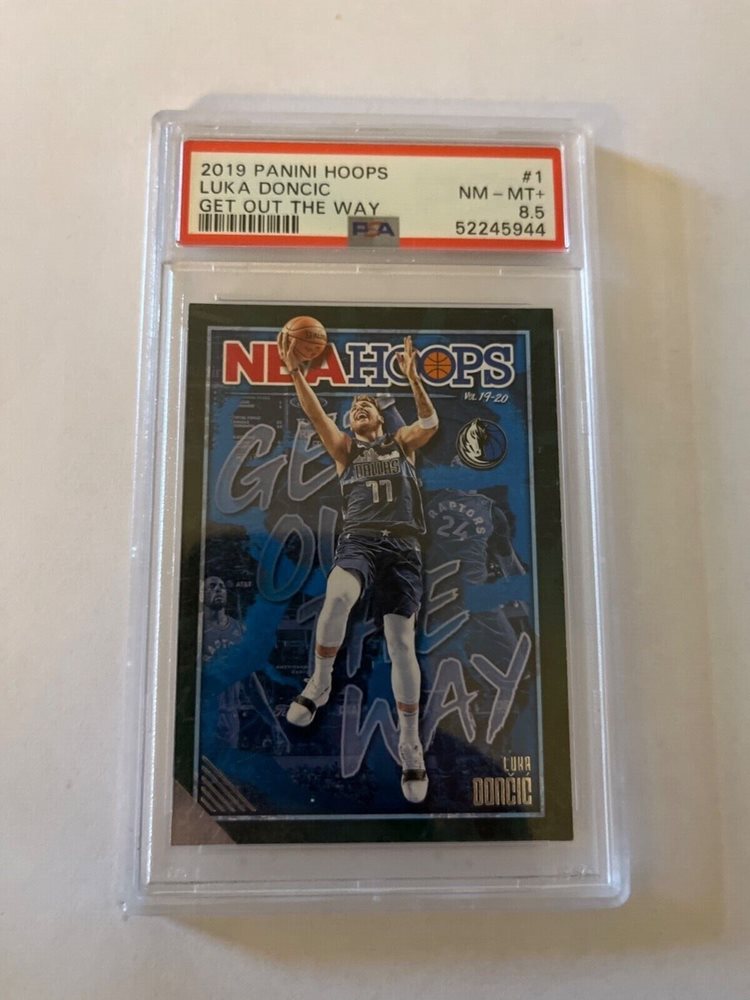 2019 PANINI HOOPS #1
LUKA DONCIC NM - MT+
GET OUT THE WAY 8.5
PSA 52245944
NBA HOOPS
VOL. 19-20
GET
OUT
THE
WAY
DALLAS
77
RAPTORS
24
AT&T
LUKA
DONČIĆ